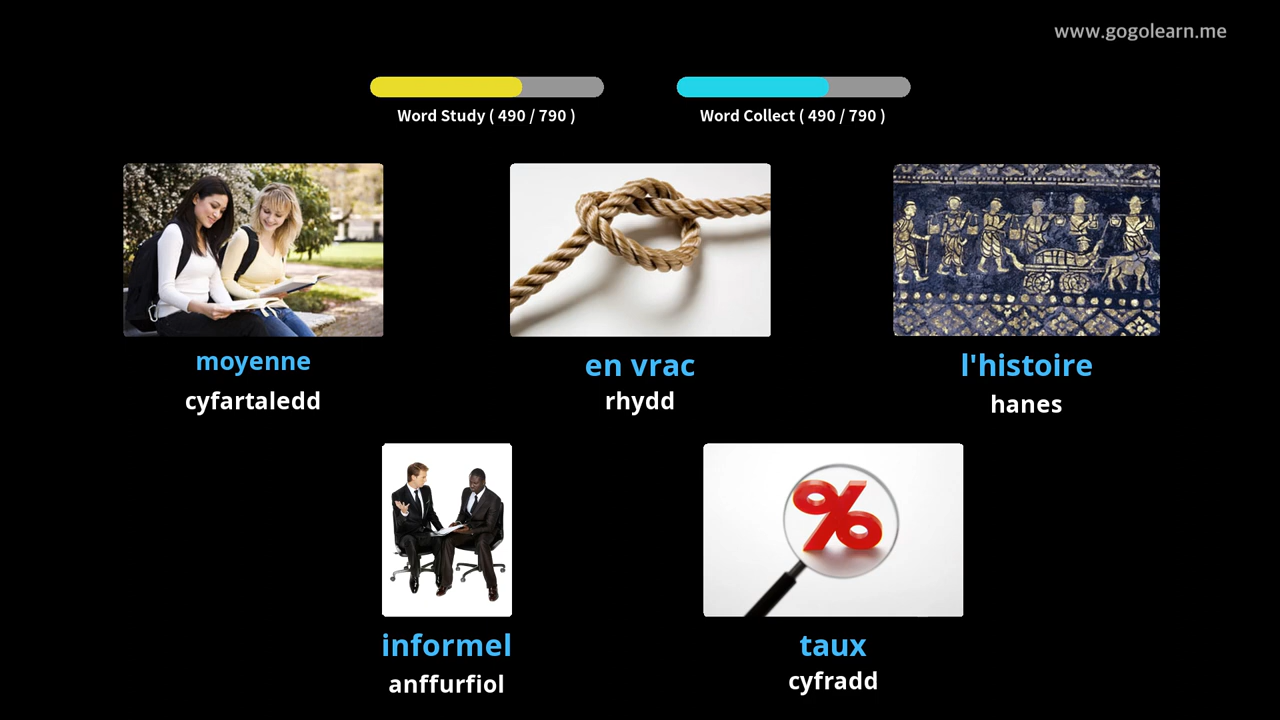 www.gogolearn.me
Word Study ( 490 / 790 )
Word Collect ( 490 / 790 )
moyenne
cyfartaledd
en vrac
rhydd
l'histoire
hanes
informel
anffurfiol
taux
cyfradd